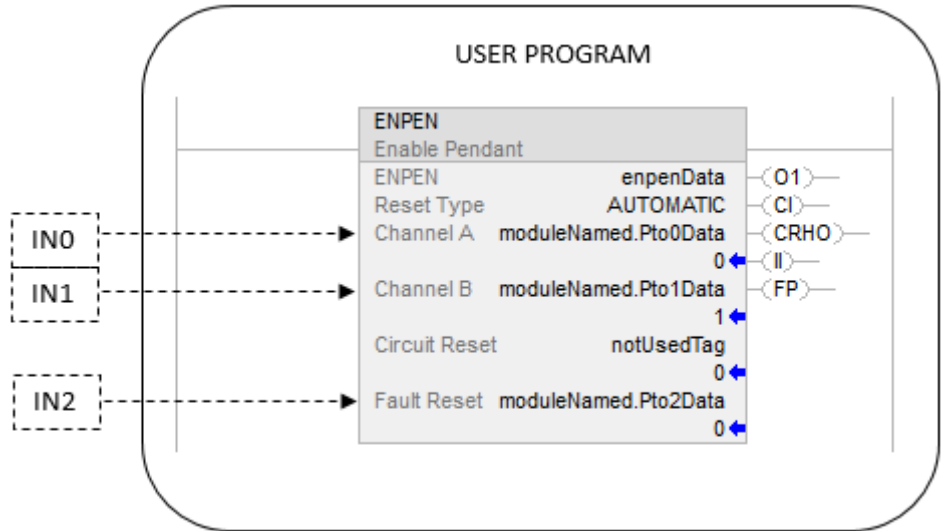 USER PROGRAM
ENPEN
Enable Pendant
ENPEN enpenData O1
Reset Type AUTOMATIC CI
IN0 Channel A moduleNamed.Pto0Data CRHO
0 II
IN1 Channel B moduleNamed.Pto1Data FP
1
Circuit Reset notUsedTag
0
IN2 Fault Reset moduleNamed.Pto2Data
0